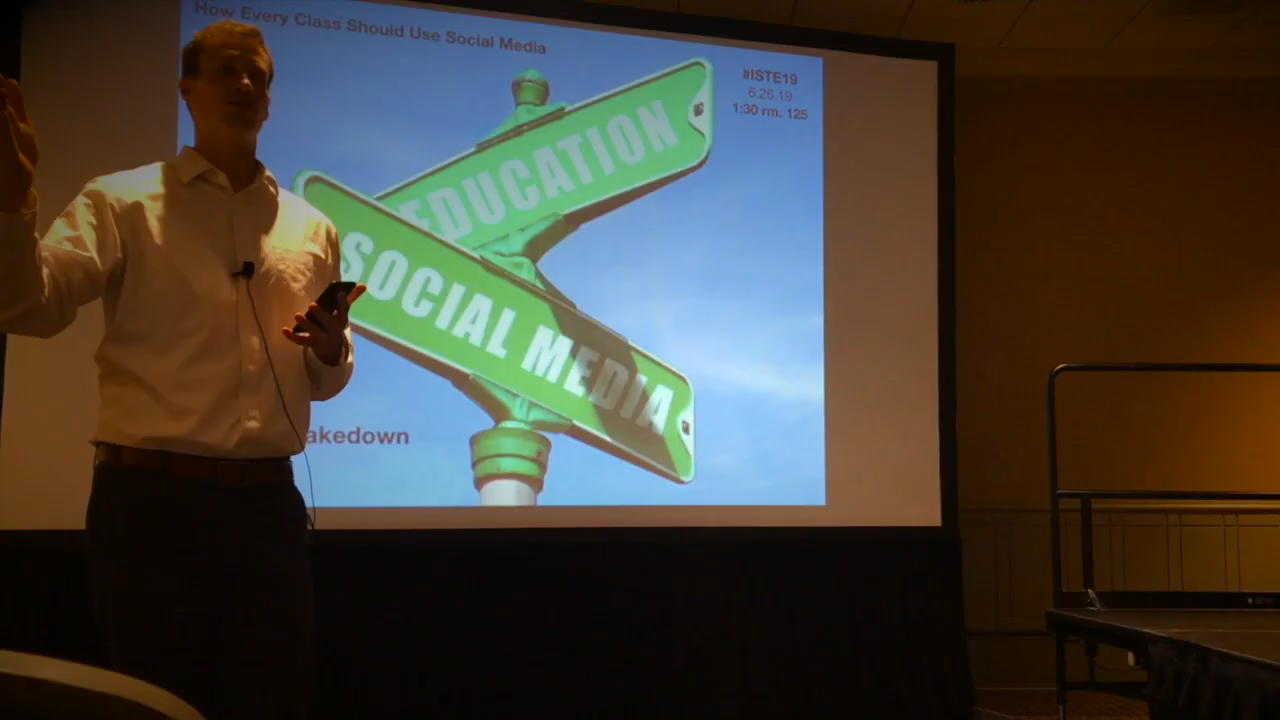 How Every Class Should Use Social Media
#ISTE19
6.26.19
1:30 rm. 125
EDUCATION
SOCIAL MEDIA
akedown